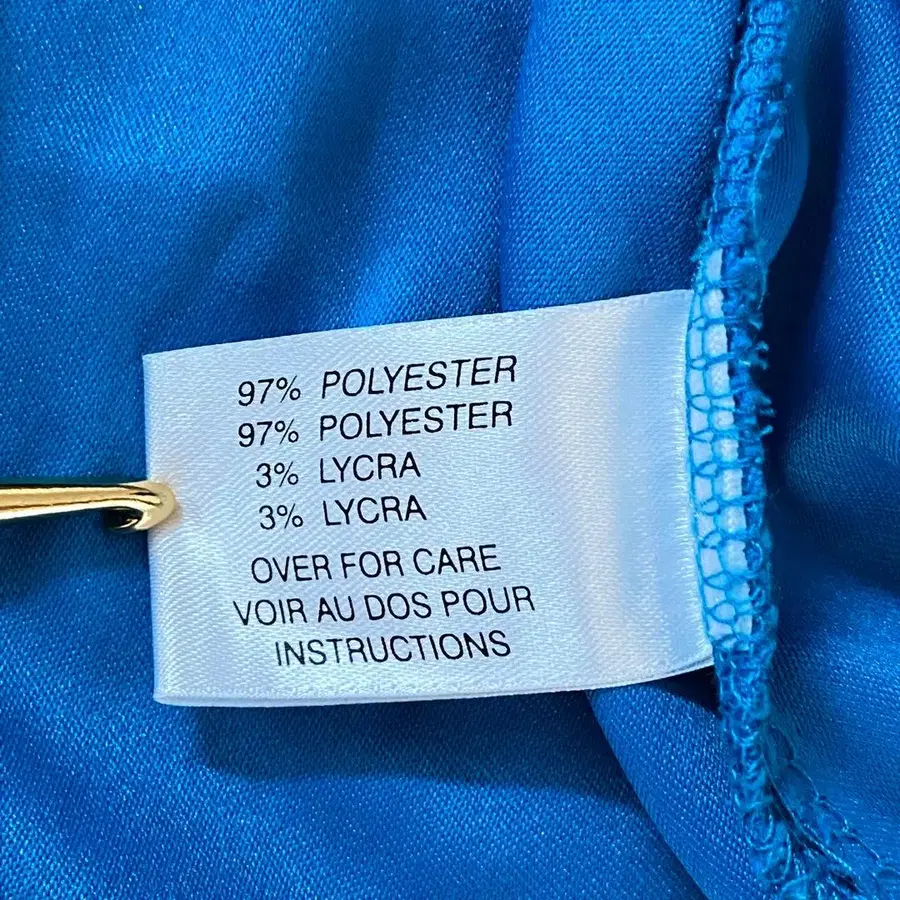 97% POLYESTER
97% POLYESTER
3% LYCRA
3% LYCRA
OVER FOR CARE
VOIR AU DOS POUR
INSTRUCTIONS